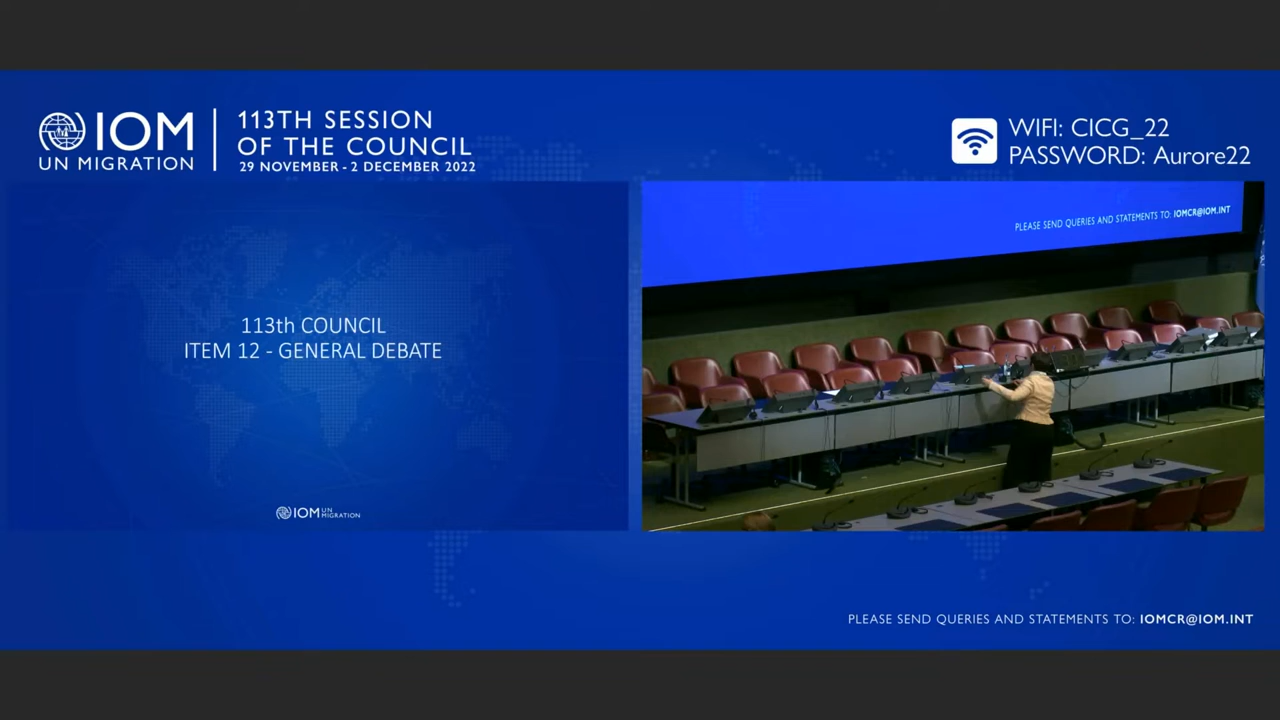 IOM
UN MIGRATION
113TH SESSION
OF THE COUNCIL
29 NOVEMBER - 2 DECEMBER 2022
WIFI: CICG_22
PASSWORD: Aurore22
113th COUNCIL
ITEM 12 - GENERAL DEBATE
IOM UN
MIGRATION
PLEASE SEND QUERIES AND STATEMENTS TO: IOMCR@IOM.INT
PLEASE SEND QUERIES AND STATEMENTS TO: IOMCR@IOM.INT